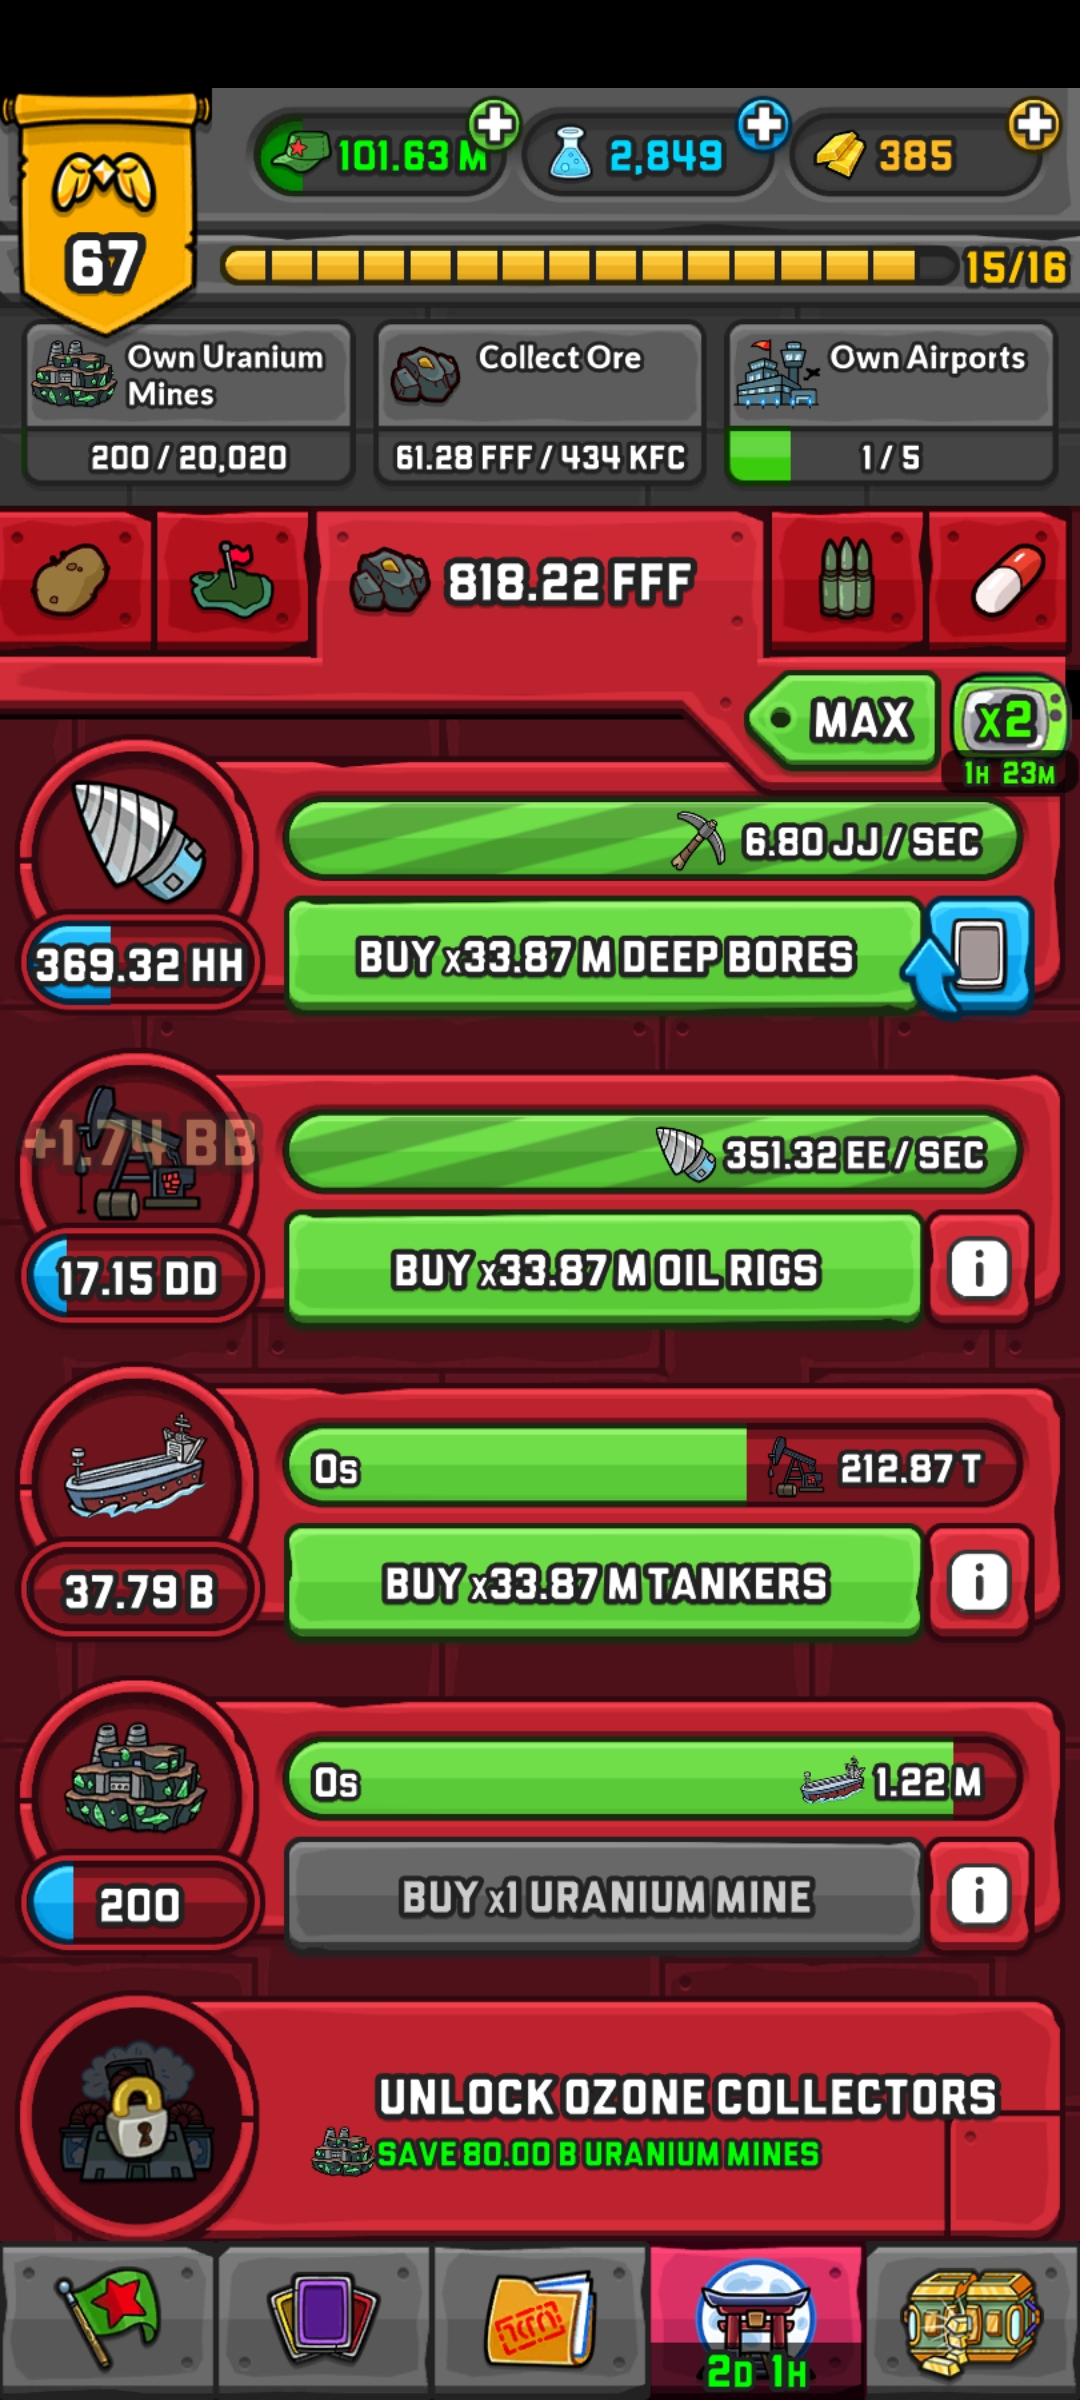 101.63 M
2,849
385
67
15/16
Own Uranium
Mines
200 / 20,020
Collect Ore
61.28 FFF / 434 KFC
Own Airports
1 / 5
818.22 FFF
MAX
x2
1H 23M
6.80 JJ / SEC
369.32 HH
BUY x33.87 M DEEP BORES
+1.74 BB
351.32 EE / SEC
17.15 DD
BUY x33.87 M OIL RIGS
i
0s
212.87 T
37.79 B
BUY x33.87 M TANKERS
i
0s
1.22 M
200
BUY x1 URANIUM MINE
i
UNLOCK OZONE COLLECTORS
SAVE 80.00 B URANIUM MINES
2D 1H